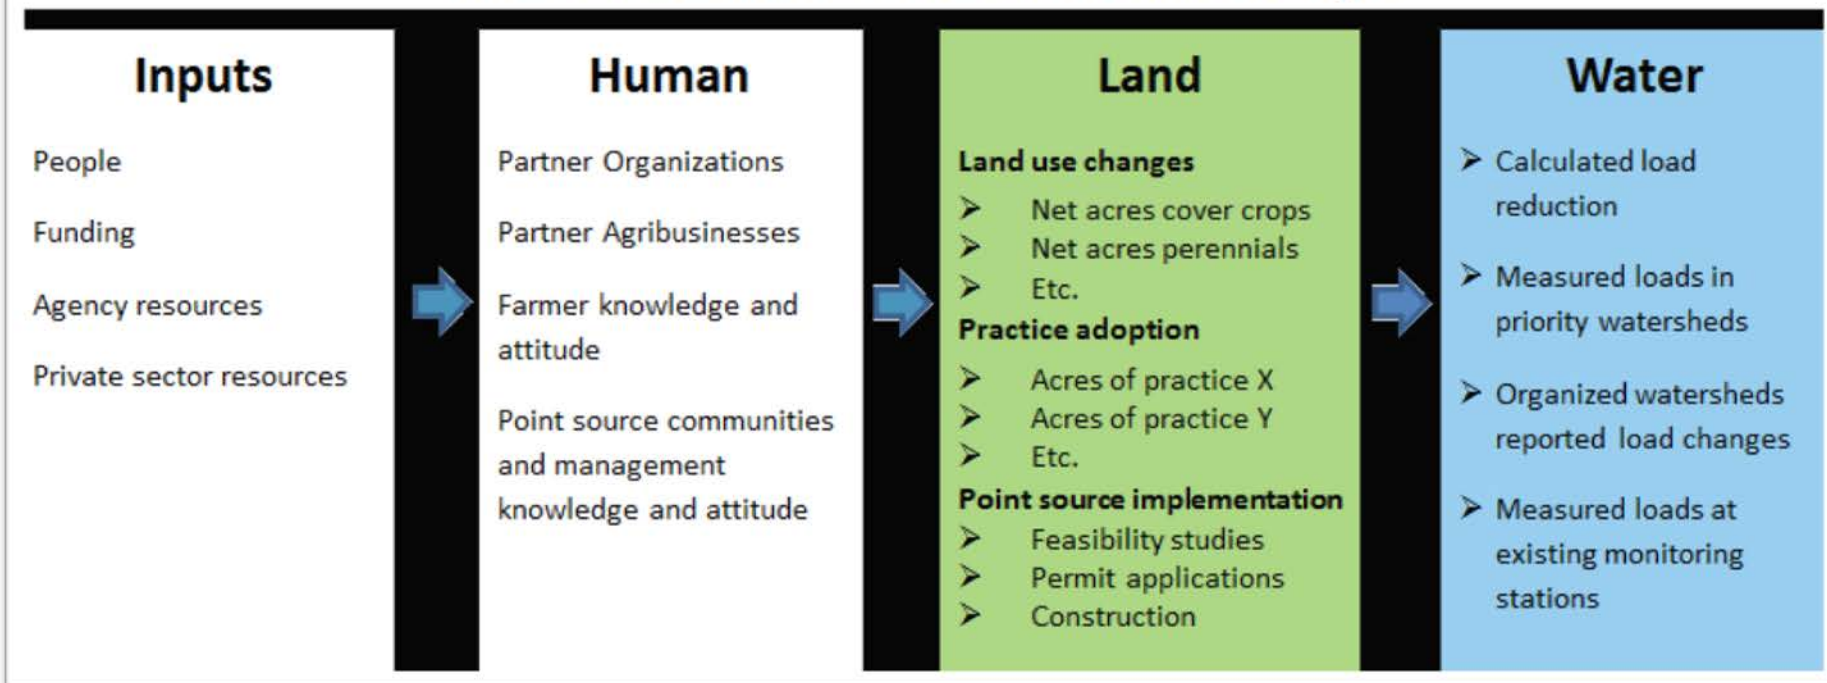 Inputs
People
Funding
Agency resources
Private sector resources
Human
Partner Organizations
Partner Agribusinesses
Farmer knowledge and
attitude
Point source communities
and management
knowledge and attitude
Land
Land use changes
➤ Net acres cover crops
➤ Net acres perennials
➤ Etc.
Practice adoption
➤ Acres of practice X
➤ Acres of practice Y
➤ Etc.
Point source implementation
➤ Feasibility studies
➤ Permit applications
➤ Construction
Water
➤ Calculated load
reduction
➤ Measured loads in
priority watersheds
➤ Organized watersheds
reported load changes
➤ Measured loads at
existing monitoring
stations